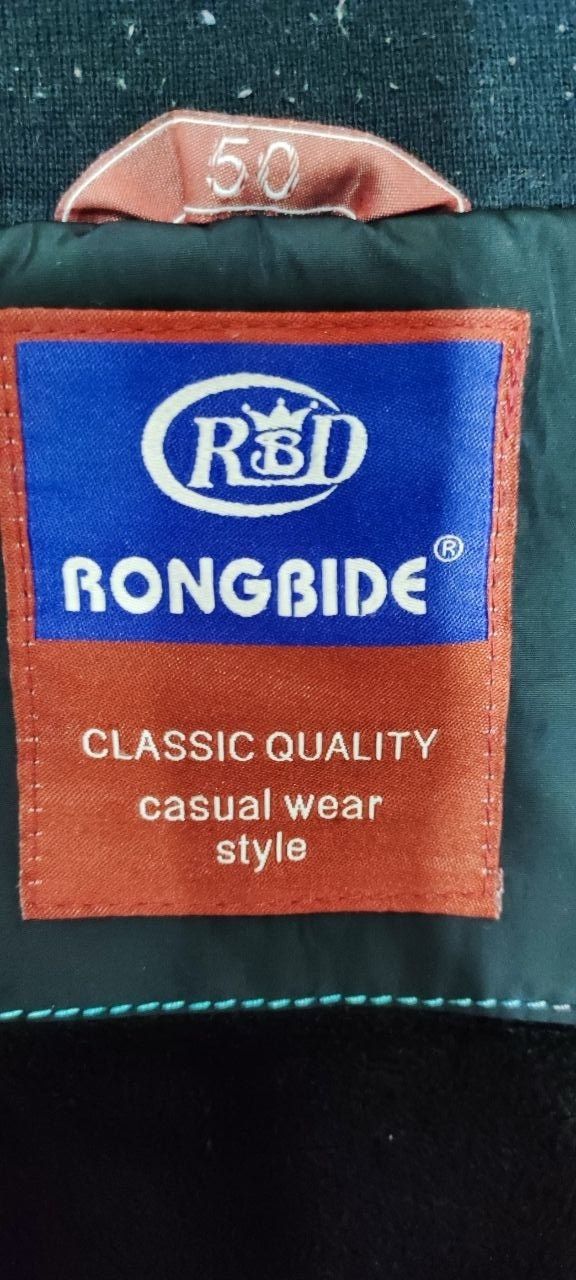 50
RBD
RONGBIDE®
CLASSIC QUALITY
casual wear
style